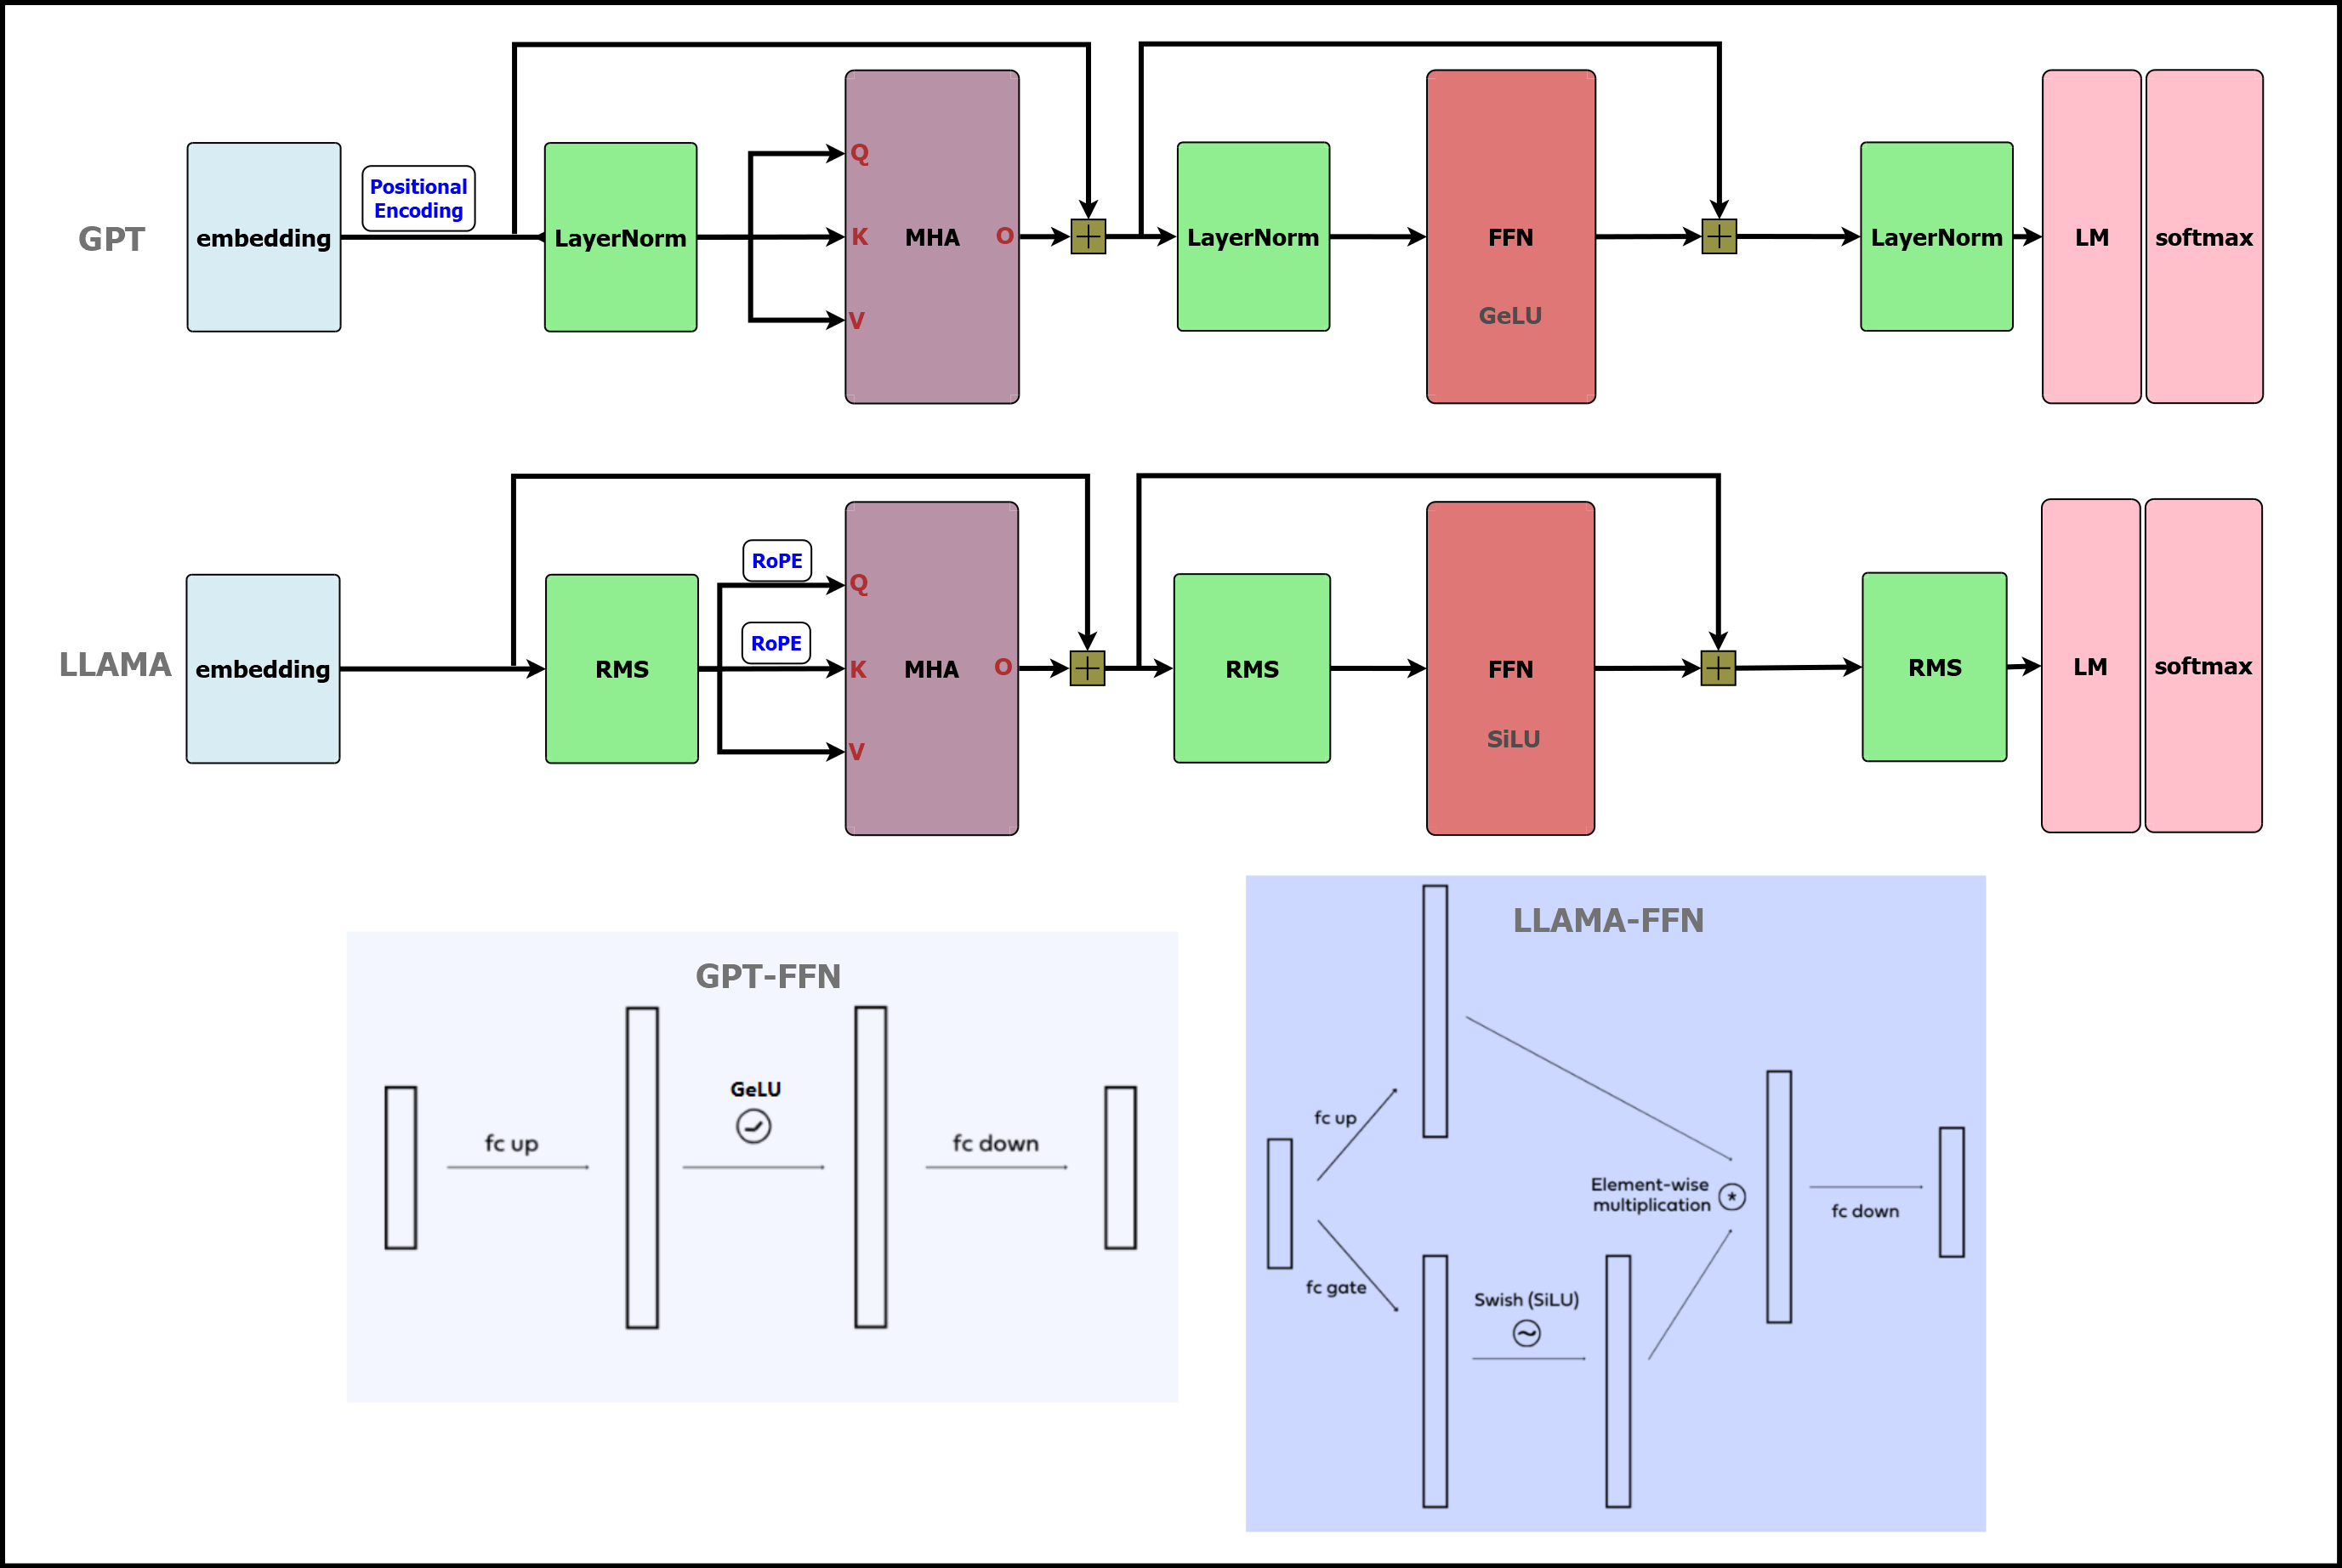 GPT
embedding
Positional
Encoding
LayerNorm
Q
K
V
MHA
O
LayerNorm
FFN
GeLU
LayerNorm
LM
softmax
LLAMA
embedding
RMS
RoPE
RoPE
Q
K
V
MHA
O
RMS
FFN
SiLU
RMS
LM
softmax
GPT-FFN
fc up
GeLU
fc down
LLAMA-FFN
fc up
fc gate
Swish (SiLU)
Element-wise
multiplication *
fc down